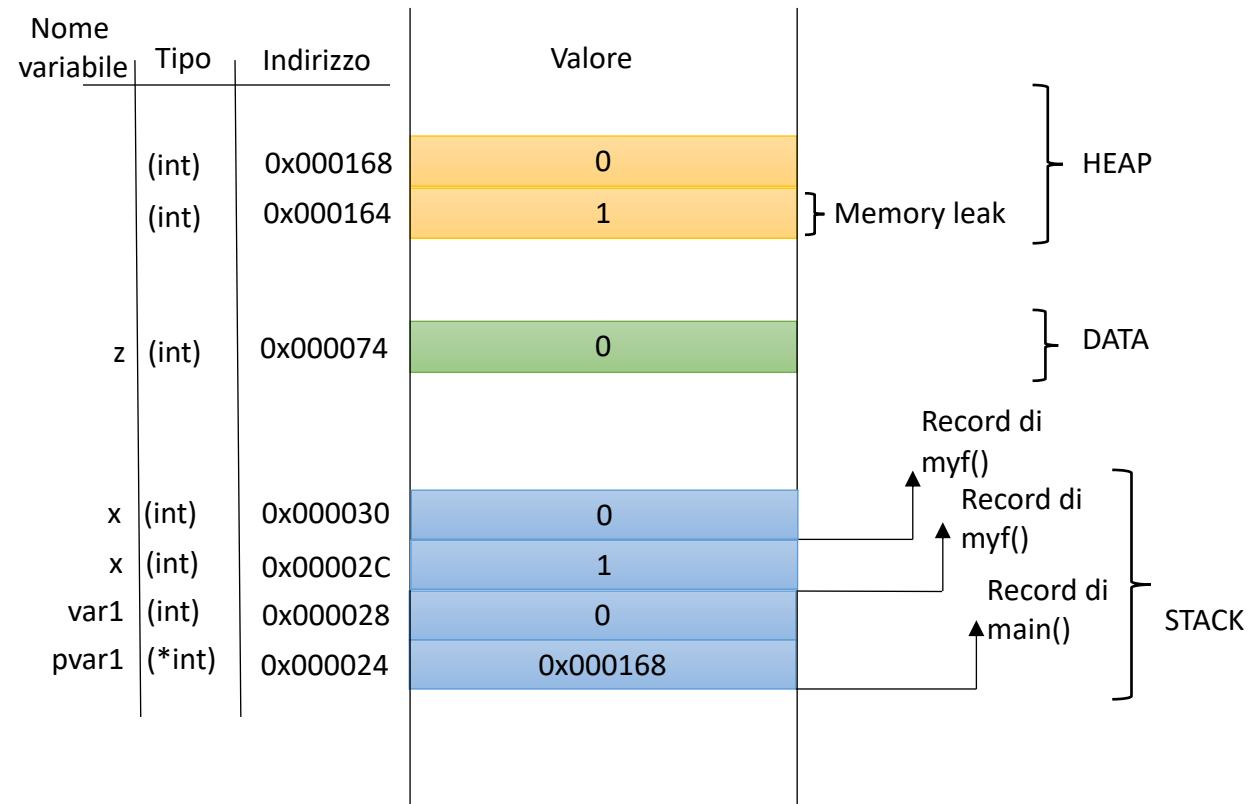 Nome
variabile Tipo Indirizzo Valore
(int) 0x000168 0 HEAP
(int) 0x000164 1 Memory leak
z (int) 0x000074 0 DATA
Record di
myf()
x (int) 0x000030 0 Record di
myf()
x (int) 0x00002C 1
var1 (int) 0x000028 0 Record di
main() STACK
pvar1 (*int) 0x000024 0x000168